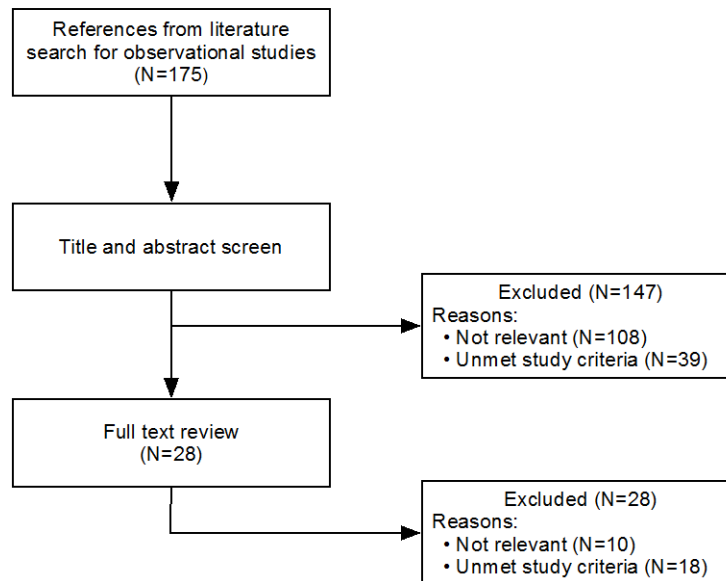 References from literature
search for observational studies
(N=175)
Title and abstract screen
Excluded (N=147)
Reasons:
• Not relevant (N=108)
• Unmet study criteria (N=39)
Full text review
(N=28)
Excluded (N=28)
Reasons:
• Not relevant (N=10)
• Unmet study criteria (N=18)